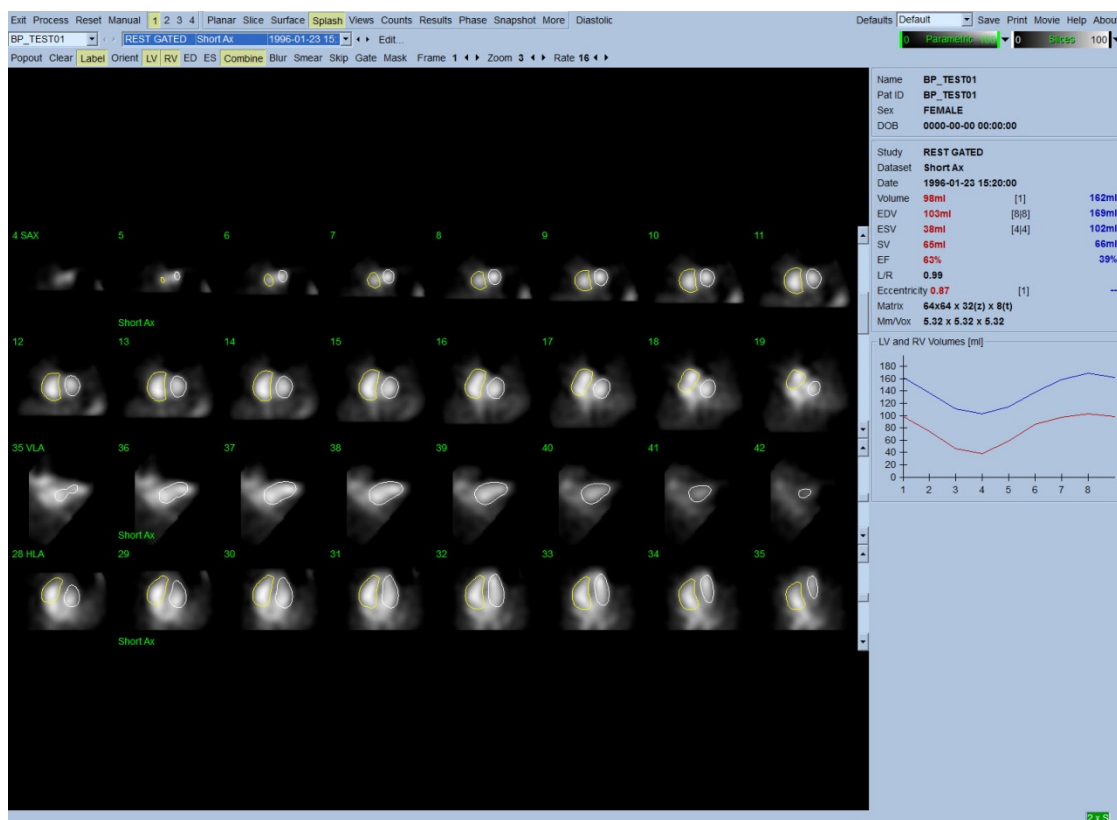 Exit Process Reset Manual 1 2 3 4 Planar Slice Surface Splash Views Counts Results Phase Snapshot More Diastolic Defaults Default Save Print Movie Help Abou
BP_TEST01 REST GATED Short Ax 1996-01-23 15: Edit... 0 Parametric 100 0 Slices 100
Popout Clear Label Orient LV RV ED ES Combine Blur Smear Skip Gate Mask Frame 1 Zoom 3 Rate 16
Name BP_TEST01
Pat ID BP_TEST01
Sex FEMALE
DOB 0000-00-00 00:00:00
Study REST GATED
Dataset Short Ax
Date 1996-01-23 15:20:00
Volume 98ml [1] 162ml
EDV 103ml [8|8] 169ml
ESV 38ml [4|4] 102ml
SV 65ml 66ml
EF 63% 39%
L/R 0.99
Eccentricity 0.87 [1] --
Matrix 64x64 x 32(z) x 8(t)
Mm/Vox 5.32 x 5.32 x 5.32
LV and RV Volumes [ml]
180
160
140
120
100
80
60
40
20
0
1 2 3 4 5 6 7 8
4 SAX 5 6 7 8 9 10 11
Short Ax
12 13 14 15 16 17 18 19
35 VLA 36 37 38 39 40 41 42
Short Ax
28 HLA 29 30 31 32 33 34 35
Short Ax
2 x S